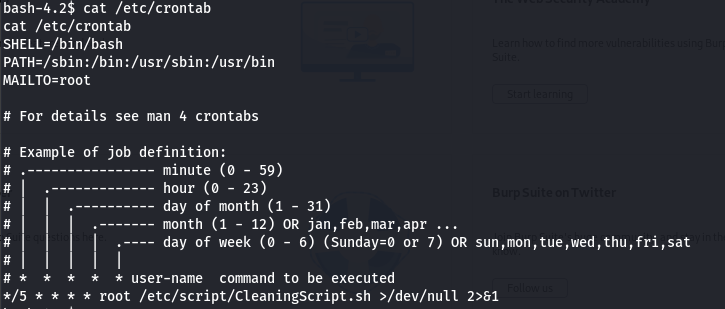 bash-4.2$ cat /etc/crontab
cat /etc/crontab
SHELL=/bin/bash
PATH=/sbin:/bin:/usr/sbin:/usr/bin
MAILTO=root
# For details see man 4 crontabs
# Example of job definition:
# .---------------- minute (0 - 59)
# | .------------- hour (0 - 23)
# | | .---------- day of month (1 - 31)
# | | | .------- month (1 - 12) OR jan,feb,mar,apr ...
# | | | | .---- day of week (0 - 6) (Sunday=0 or 7) OR sun,mon,tue,wed,thu,fri,sat
# | | | | |
# * * * * * user-name command to be executed
*/5 * * * * root /etc/script/CleaningScript.sh >/dev/null 2>&1
The Web Security Academy
Learn how to find more vulnerabilities using Burp
Suite.
Start learning
Burp Suite on Twitter
Follow us